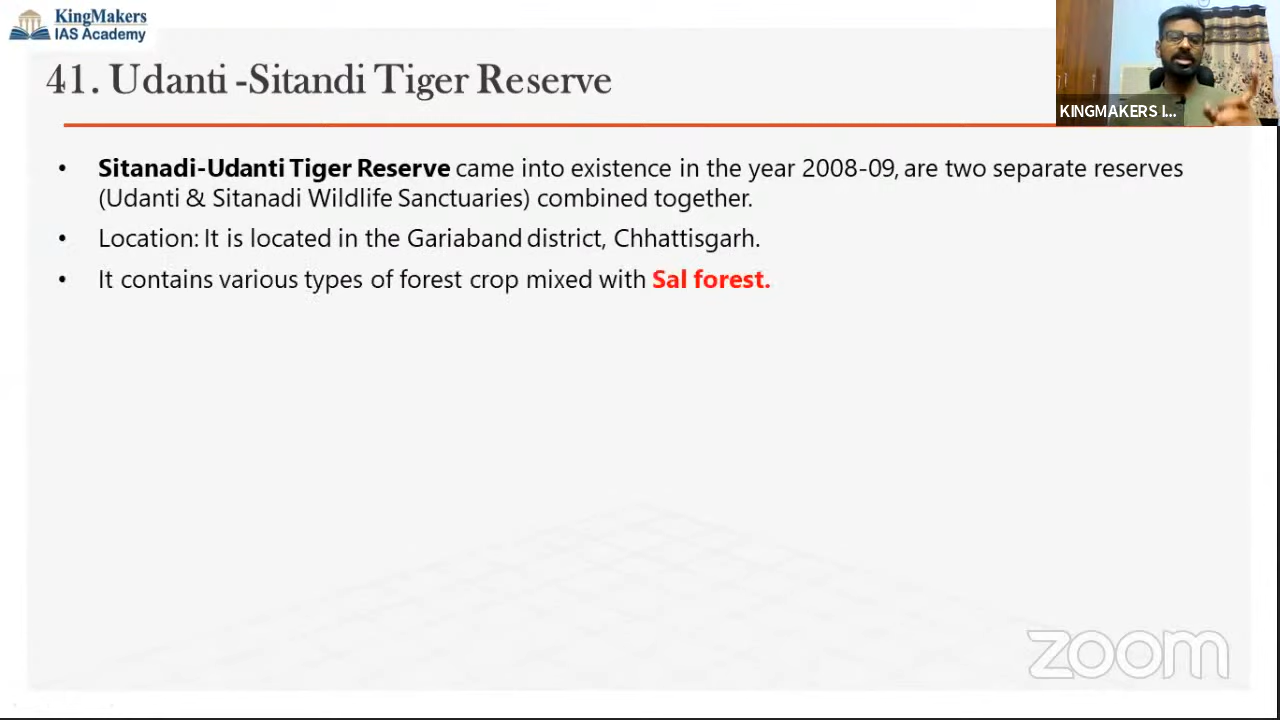 KingMakers
IAS Academy
41. Udanti -Sitandi Tiger Reserve
KINGMAKERS I...
• Sitanadi-Udanti Tiger Reserve came into existence in the year 2008-09, are two separate reserves
(Udanti & Sitanadi Wildlife Sanctuaries) combined together.
• Location: It is located in the Gariaband district, Chhattisgarh.
• It contains various types of forest crop mixed with Sal forest.
zoom